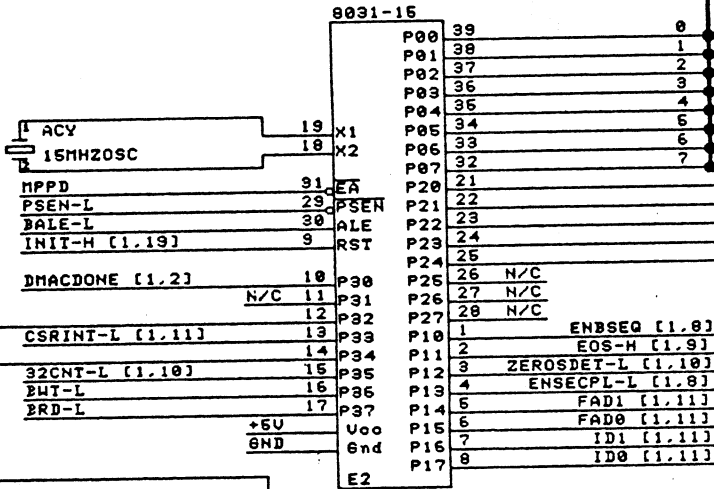 8031-15
P00 39 0
P01 38 1
P02 37 2
P03 36 3
P04 35 4
P05 34 5
P06 33 6
P07 32 7
1 ACY 19 X1
2 15MHZOSC 18 X2
MPPD 31 EA
PSEN-L 29 PSEN
BALE-L 30 ALE
INIT-H [1,19] 9 RST
P20 21
P21 22
P22 23
P23 24
P24 25
P25 26 N/C
P26 27 N/C
P27 28 N/C
DMACDONE [1,2] 10 P30
N/C 11 P31
12 P32
CSRINT-L [1,11] 13 P33
14 P34
32CNT-L [1,10] 15 P35
BWT-L 16 P36
BRD-L 17 P37
+5V Vcc
GND Gnd
P10 1 ENBSEQ [1,8]
P11 2 EOS-H [1,9]
P12 3 ZEROSDET-L [1,10]
P13 4 ENSECPL-L [1,8]
P14 5 FAD1 [1,11]
P15 6 FAD0 [1,11]
P16 7 ID1 [1,11]
P17 8 ID0 [1,11]
E2